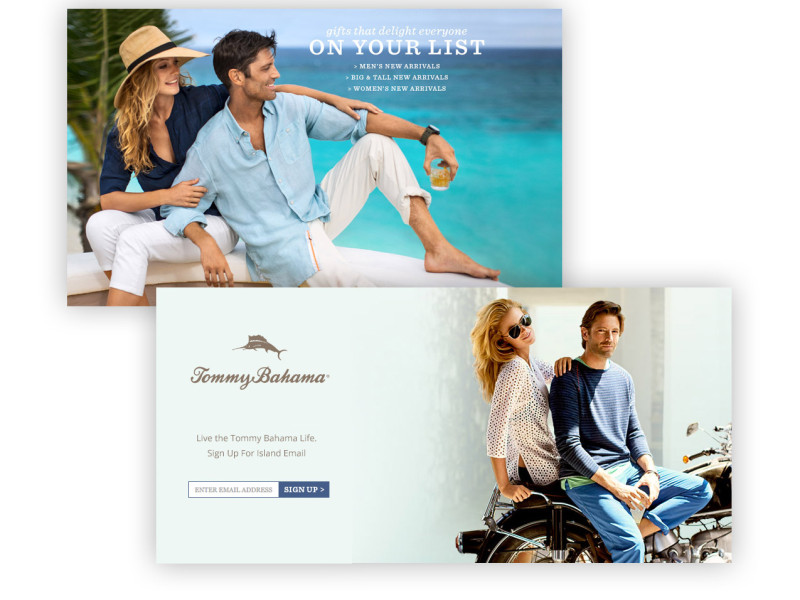 gifts that delight everyone
ON YOUR LIST
> MEN'S NEW ARRIVALS
> BIG & TALL NEW ARRIVALS
> WOMEN'S NEW ARRIVALS
Tommy Bahama®
Live the Tommy Bahama Life.
Sign Up For Island Email
ENTER EMAIL ADDRESS SIGN UP >